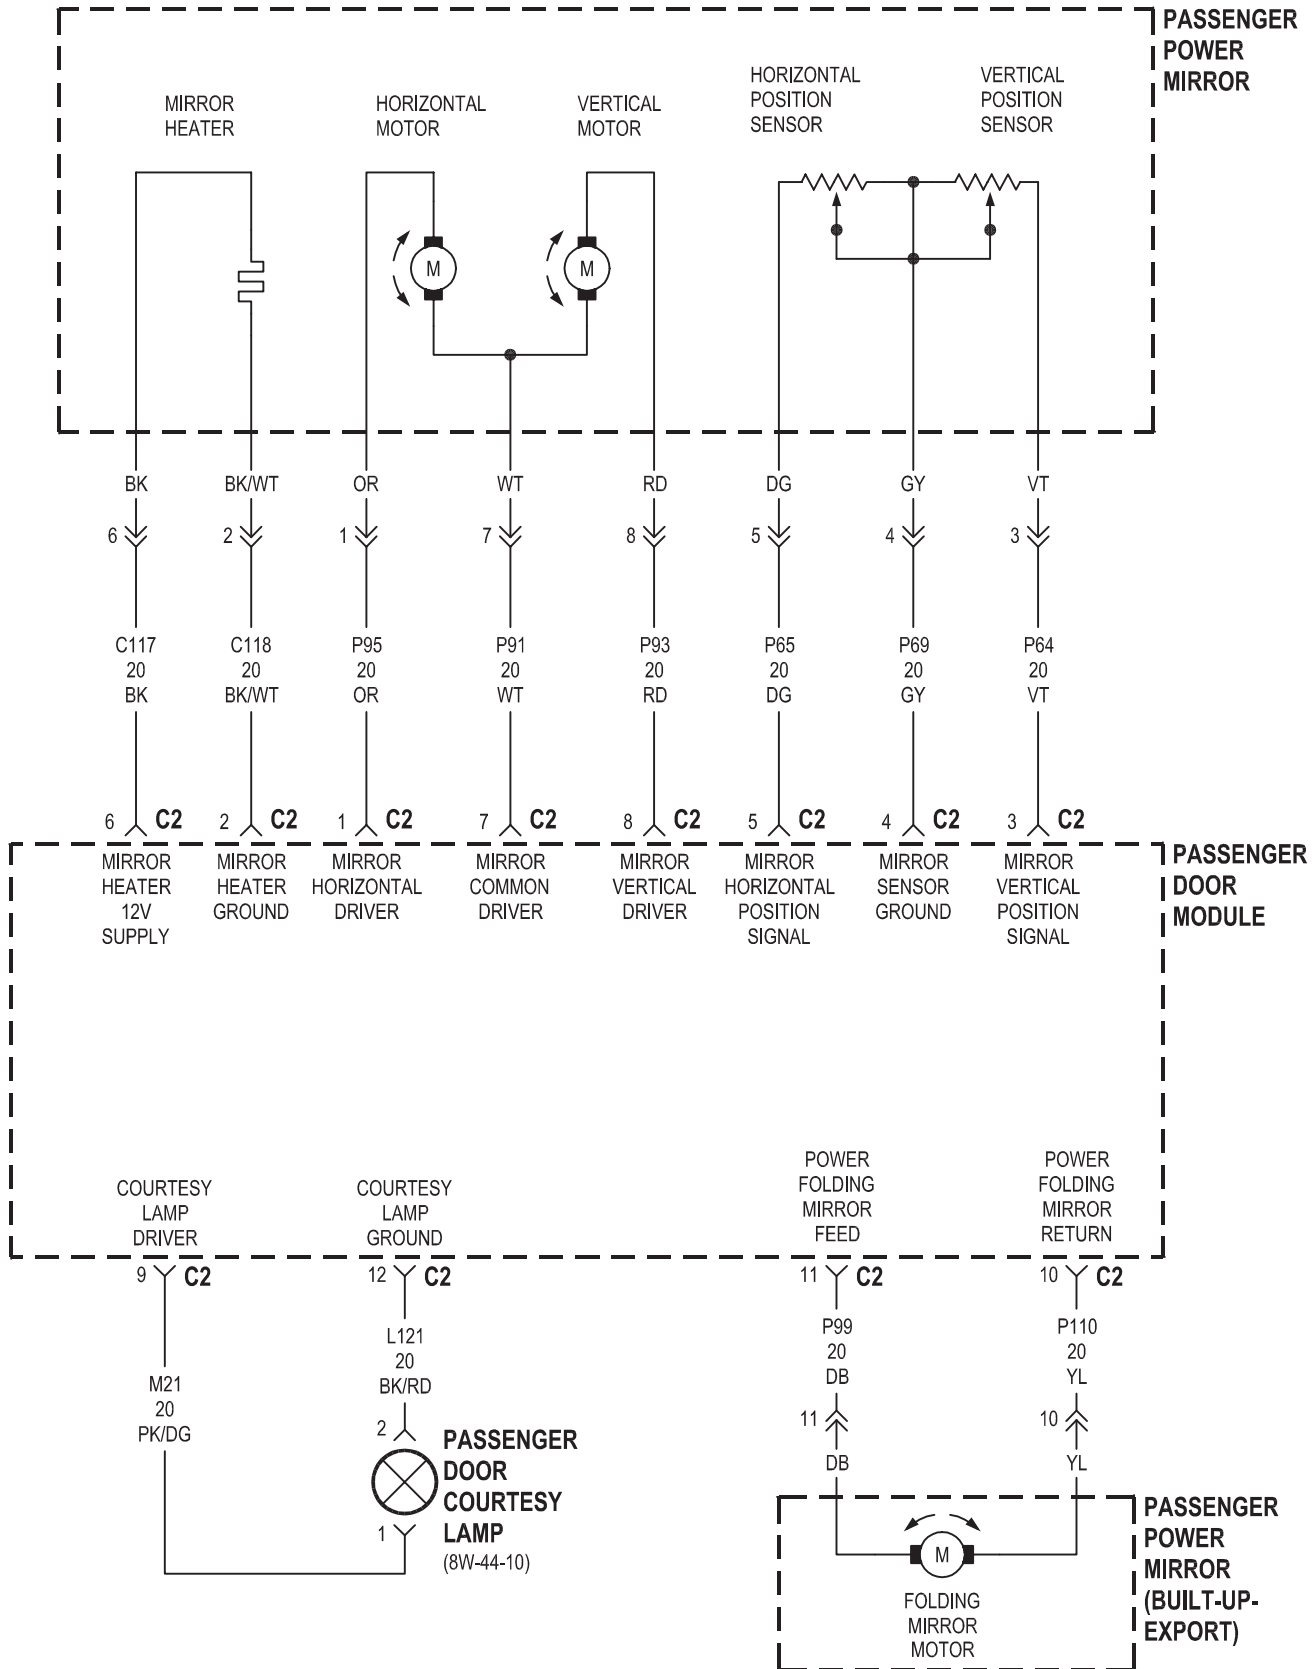 PASSENGER
POWER
MIRROR
MIRROR
HEATER
HORIZONTAL
MOTOR
VERTICAL
MOTOR
HORIZONTAL
POSITION
SENSOR
VERTICAL
POSITION
SENSOR
M
M
BK BK/WT OR WT RD DG GY VT
6 2 1 7 8 5 4 3
C117 C118 P95 P91 P93 P65 P69 P64
20 20 20 20 20 20 20 20
BK BK/WT OR WT RD DG GY VT
6 C2 2 C2 1 C2 7 C2 8 C2 5 C2 4 C2 3 C2
MIRROR
HEATER
12V
SUPPLY
MIRROR
HEATER
GROUND
MIRROR
HORIZONTAL
DRIVER
MIRROR
COMMON
DRIVER
MIRROR
VERTICAL
DRIVER
MIRROR
HORIZONTAL
POSITION
SIGNAL
MIRROR
SENSOR
GROUND
MIRROR
VERTICAL
POSITION
SIGNAL
PASSENGER
DOOR
MODULE
COURTESY
LAMP
DRIVER
COURTESY
LAMP
GROUND
POWER
FOLDING
MIRROR
FEED
POWER
FOLDING
MIRROR
RETURN
9 C2 12 C2 11 C2 10 C2
M21
20
PK/DG
L121
20
BK/RD
2
PASSENGER
DOOR
COURTESY
LAMP
(8W-44-10)
1
P99
20
DB
11
DB
P110
20
YL
10
YL
M
FOLDING
MIRROR
MOTOR
PASSENGER
POWER
MIRROR
(BUILT-UP-
EXPORT)